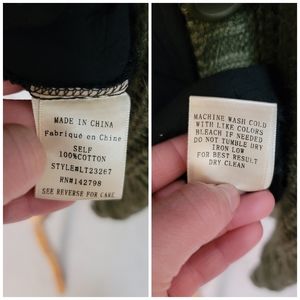 MADE IN CHINA
Fabriqué en Chine
SELF
100%COTTON
STYLE#LT23267
RN#142798
SEE REVERSE FOR CARE
MACHINE WASH COLD
WITH LIKE COLORS
BLEACH IF NEEDED
DO NOT TUMBLE DRY
IRON LOW
FOR BEST RESULT
DRY CLEAN